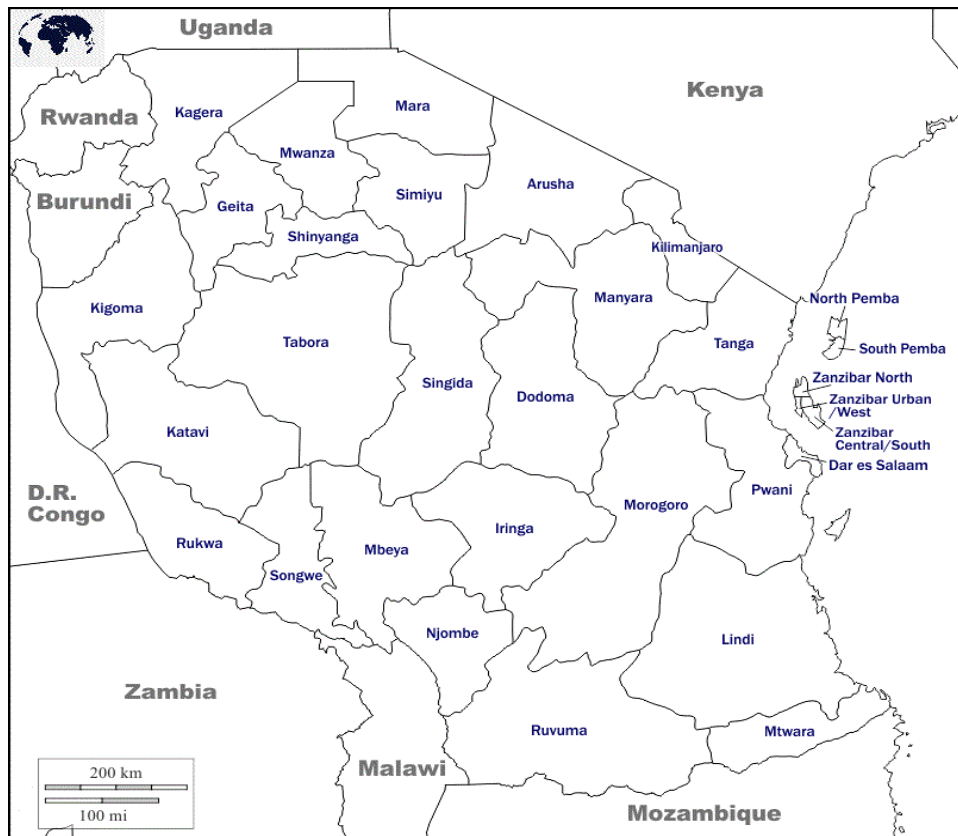 Uganda
Kenya
Mara
Kagera
Rwanda
Mwanza
Arusha
Simiyu
Burundi
Geita
Shinyanga
Kilimanjaro
Manyara
North Pemba
Kigoma
Tabora
Tanga
South Pemba
Zanzibar North
Singida
Dodoma
Zanzibar Urban
/West
Katavi
Zanzibar
Central/South
Dar es Salaam
D.R.
Congo
Pwani
Morogoro
Iringa
Rukwa
Mbeya
Songwe
Njombe
Lindi
Zambia
Ruvuma
Mtwara
Malawi
200 km
100 mi
Mozambique